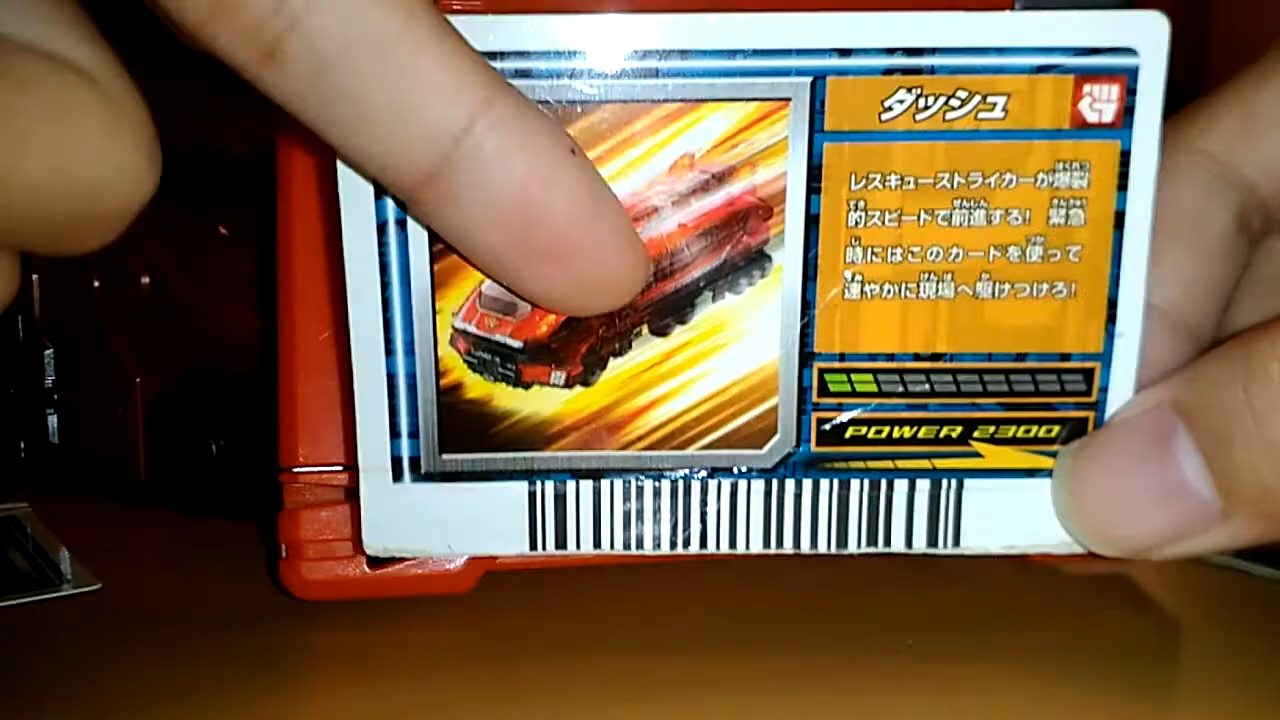 ダッシュ
レスキューストライカーが爆裂
的スピードで前進する! 緊急
時にはこのカードを使って
速やかに現場へ駆けつけろ!
POWER 2300